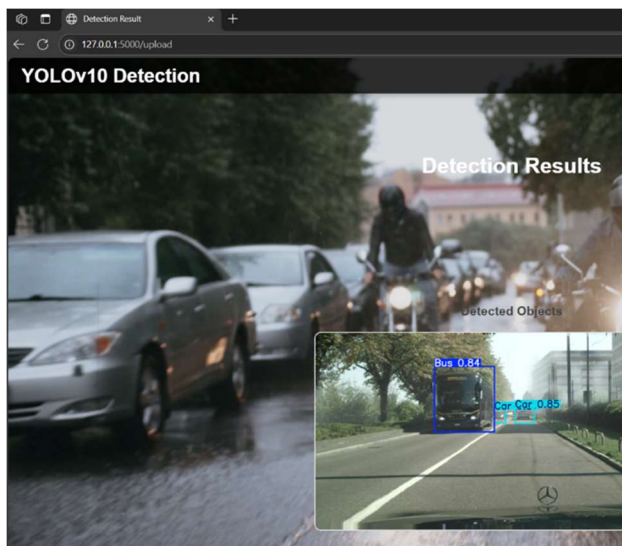 Detection Result
127.0.0.1:5000/upload
YOLOv10 Detection
Detection Results
Detected Objects
Bus 0.84
Car Car 0.85